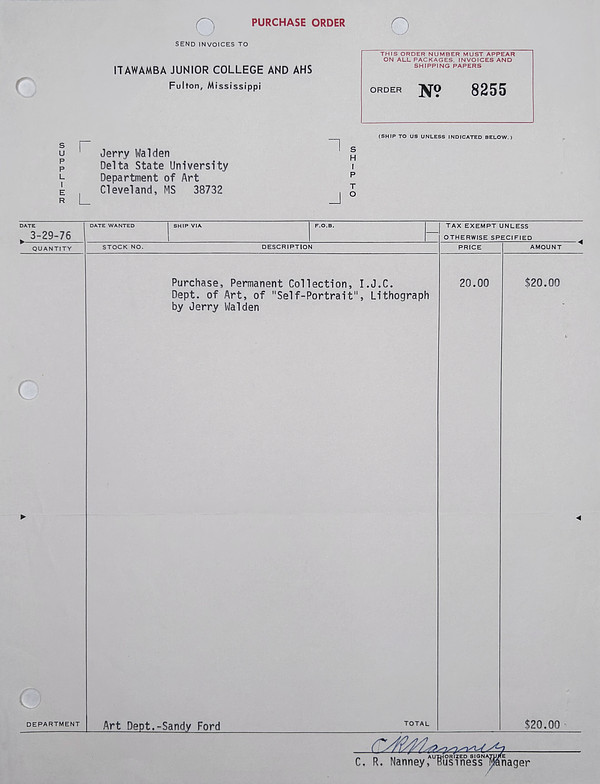 PURCHASE ORDER
SEND INVOICES TO
ITAWAMBA JUNIOR COLLEGE AND AHS
Fulton, Mississippi
THIS ORDER NUMBER MUST APPEAR
ON ALL PACKAGES, INVOICES AND
SHIPPING PAPERS
ORDER Nº 8255
(SHIP TO US UNLESS INDICATED BELOW.)
SUPPLIER
Jerry Walden
Delta State University
Department of Art
Cleveland, MS 38732
SHIP TO
DATE DATE WANTED SHIP VIA F.O.B. TAX EXEMPT UNLESS
3-29-76 OTHERWISE SPECIFIED
QUANTITY STOCK NO. DESCRIPTION PRICE AMOUNT
Purchase, Permanent Collection, I.J.C. 20.00 $20.00
Dept. of Art, of "Self-Portrait", Lithograph
by Jerry Walden
DEPARTMENT Art Dept.-Sandy Ford TOTAL $20.00
CRNanney
AUTHORIZED SIGNATURE
C. R. Nanney, Business Manager